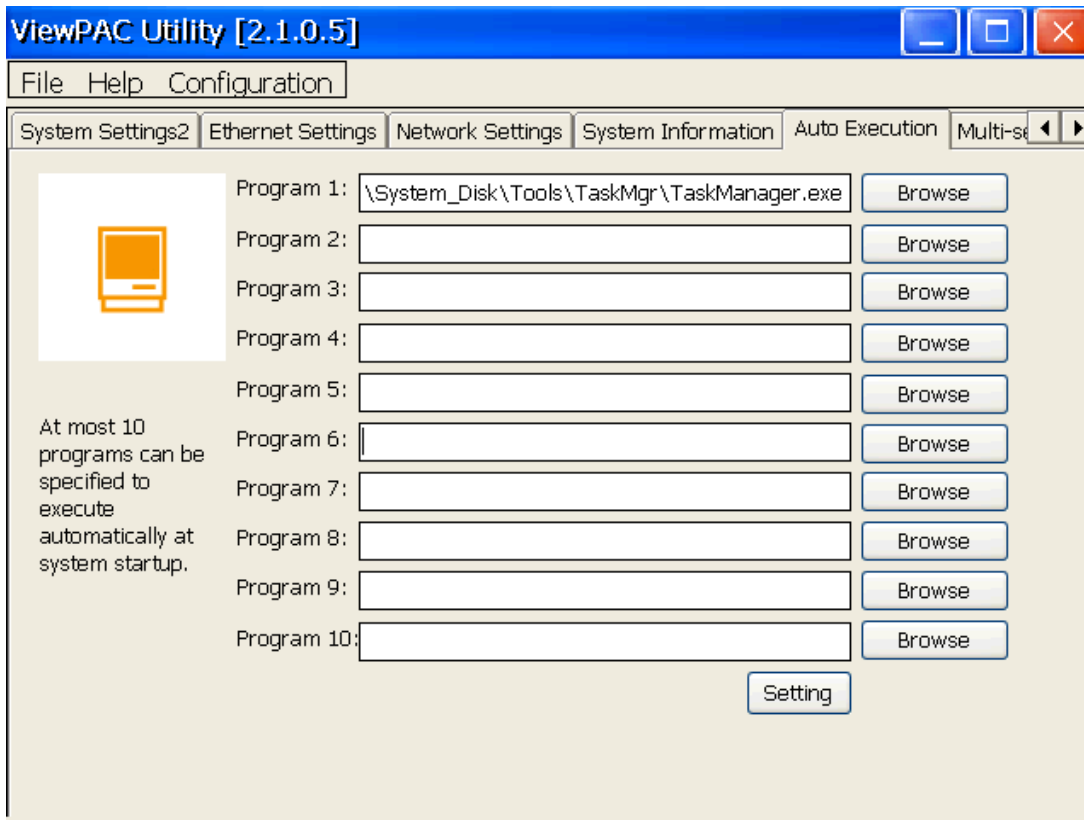 ViewPAC Utility [2.1.0.5]
File Help Configuration
System Settings2 Ethernet Settings Network Settings System Information Auto Execution Multi-se
Program 1: \System_Disk\Tools\TaskMgr\TaskManager.exe Browse
Program 2: Browse
Program 3: Browse
Program 4: Browse
Program 5: Browse
Program 6: Browse
Program 7: Browse
Program 8: Browse
Program 9: Browse
Program 10: Browse
At most 10
programs can be
specified to
execute
automatically at
system startup.
Setting